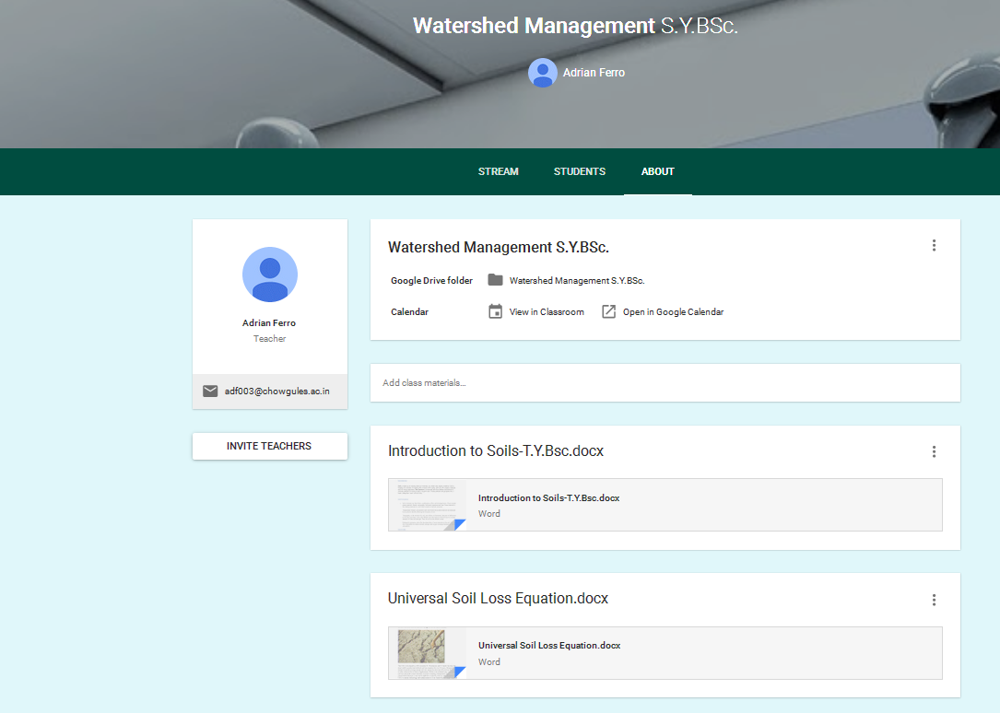 Watershed Management S.Y.BSc.
Adrian Ferro
STREAM STUDENTS ABOUT
Adrian Ferro
Teacher
adf003@chowgules.ac.in
INVITE TEACHERS
Watershed Management S.Y.BSc.
Google Drive folder Watershed Management S.Y.BSc.
Calendar View in Classroom Open in Google Calendar
Add class materials...
Introduction to Soils-T.Y.Bsc.docx
Introduction to Soils-T.Y.Bsc.docx
Word
Universal Soil Loss Equation.docx
Universal Soil Loss Equation.docx
Word